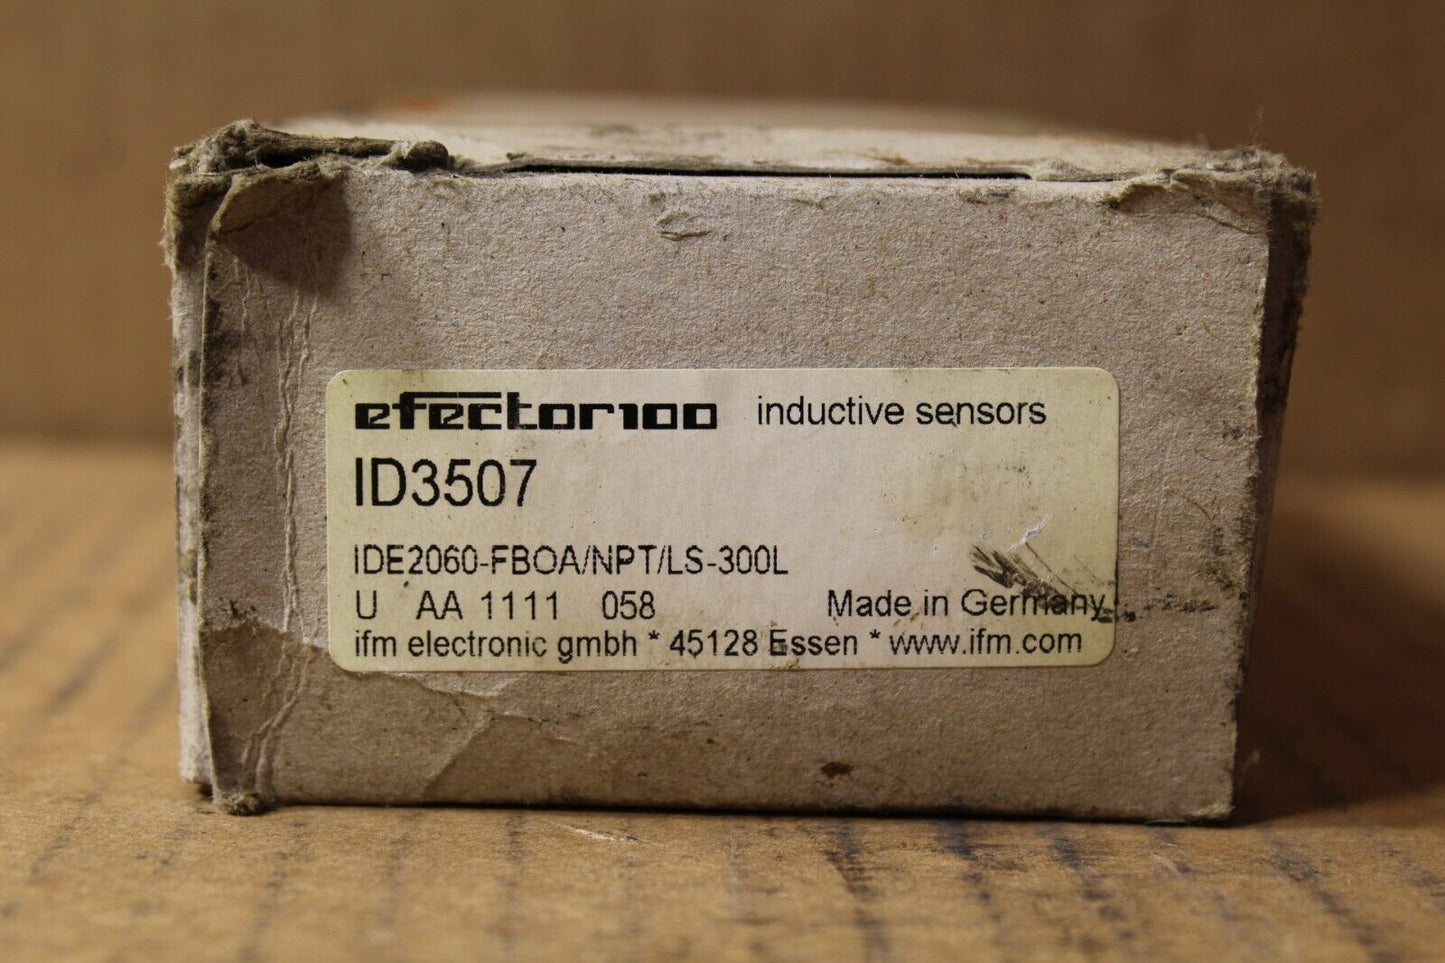 efector100 inductive sensors
ID3507
IDE2060-FBOA/NPT/LS-300L
U AA 1111 058 Made in Germany
ifm electronic gmbh * 45128 Essen * www.ifm.com